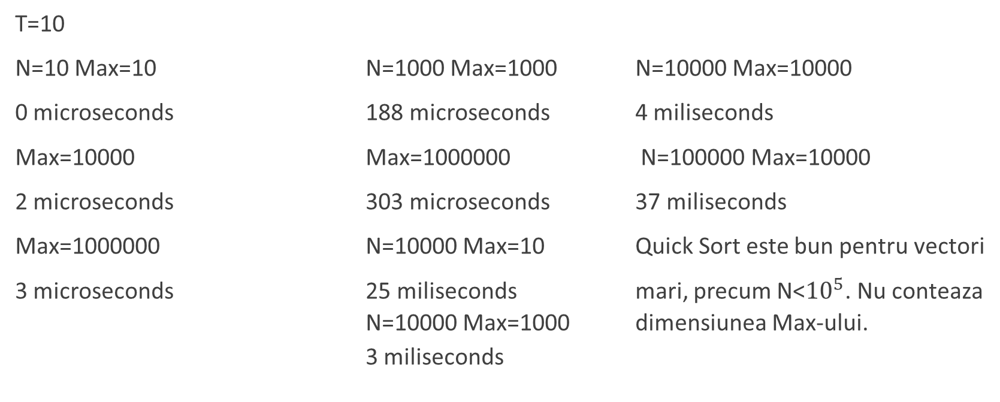 T=10
N=10 Max=10
0 microseconds
Max=10000
2 microseconds
Max=1000000
3 microseconds
N=1000 Max=1000
188 microseconds
Max=1000000
303 microseconds
N=10000 Max=10
25 miliseconds
N=10000 Max=1000
3 miliseconds
N=10000 Max=10000
4 miliseconds
N=100000 Max=10000
37 miliseconds
Quick Sort este bun pentru vectori
mari, precum N<10⁵. Nu conteaza
dimensiunea Max-ului.